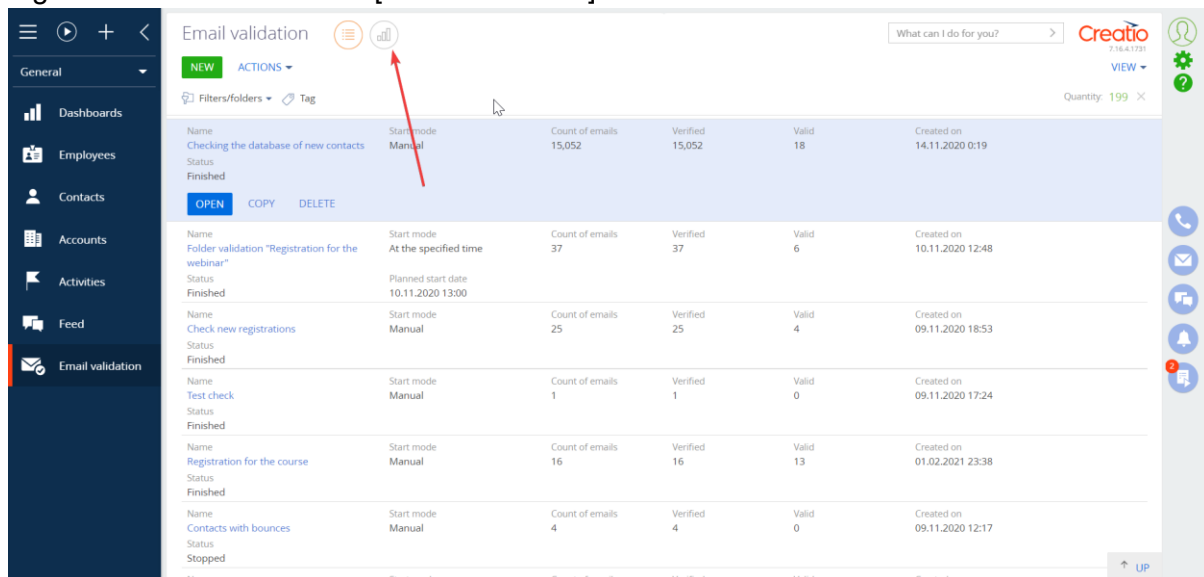 Email validation
What can I do for you?
Creatio
7.16.4.1731
General
NEW ACTIONS
VIEW
Filters/folders Tag
Quantity: 199
Dashboards
Employees
Contacts
Accounts
Activities
Feed
Email validation
Name Start mode Count of emails Verified Valid Created on
Checking the database of new contacts Manual 15,052 15,052 18 14.11.2020 0:19
Status
Finished
OPEN COPY DELETE
Name Start mode Count of emails Verified Valid Created on
Folder validation "Registration for the At the specified time 37 37 6 10.11.2020 12:48
webinar"
Status Planned start date
Finished 10.11.2020 13:00
Name Start mode Count of emails Verified Valid Created on
Check new registrations Manual 25 25 4 09.11.2020 18:53
Status
Finished
Name Start mode Count of emails Verified Valid Created on
Test check Manual 1 1 0 09.11.2020 17:24
Status
Finished
Name Start mode Count of emails Verified Valid Created on
Registration for the course Manual 16 16 13 01.02.2021 23:38
Status
Finished
Name Start mode Count of emails Verified Valid Created on
Contacts with bounces Manual 4 4 0 09.11.2020 12:17
Status
Stopped
UP
2